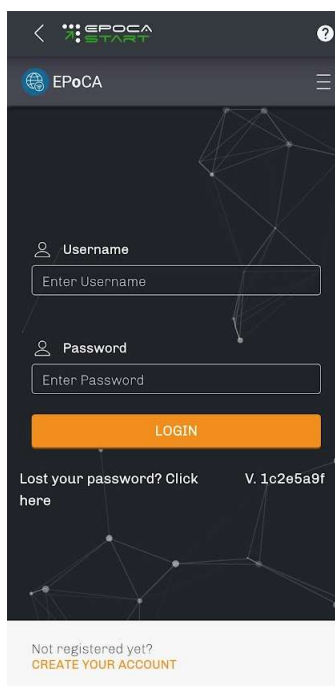 EPOCA
START
?
EPoCA
Username
Enter Username
Password
Enter Password
LOGIN
Lost your password? Click
here
V. 1c2e5a9f
Not registered yet?
CREATE YOUR ACCOUNT